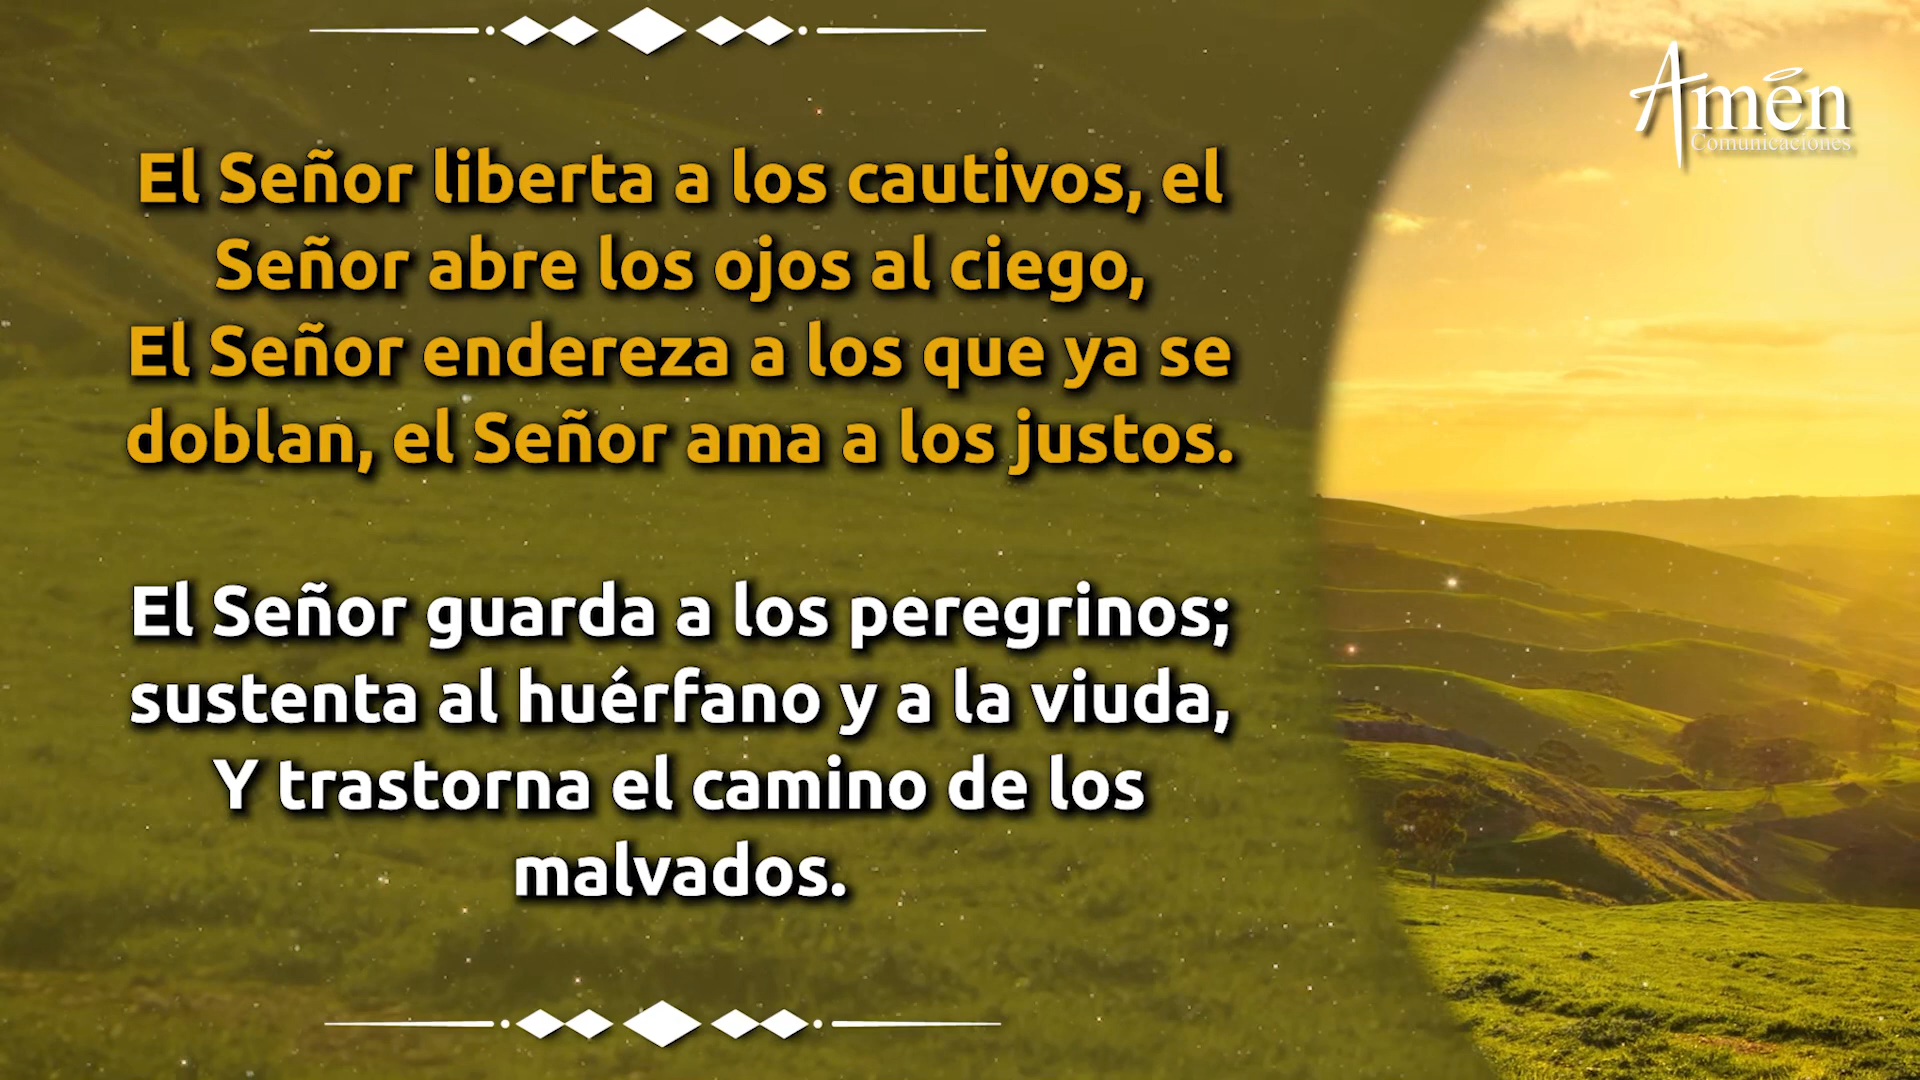 Amén
Comunicaciones
El Señor liberta a los cautivos, el
Señor abre los ojos al ciego,
El Señor endereza a los que ya se
doblan, el Señor ama a los justos.
El Señor guarda a los peregrinos;
sustenta al huérfano y a la viuda,
Y trastorna el camino de los
malvados.